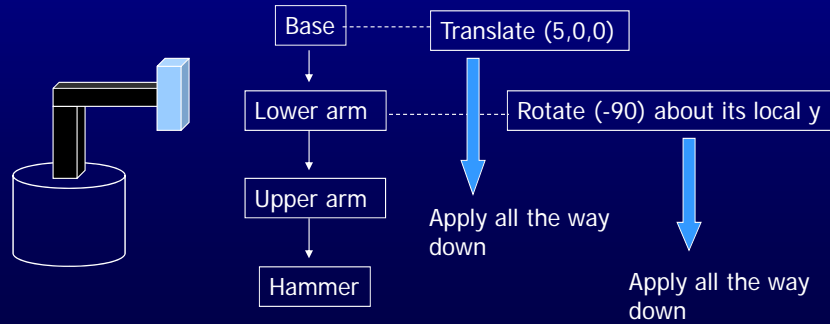 Base
Translate (5,0,0)
Lower arm
Rotate (-90) about its local y
Upper arm
Apply all the way
down
Hammer
Apply all the way
down